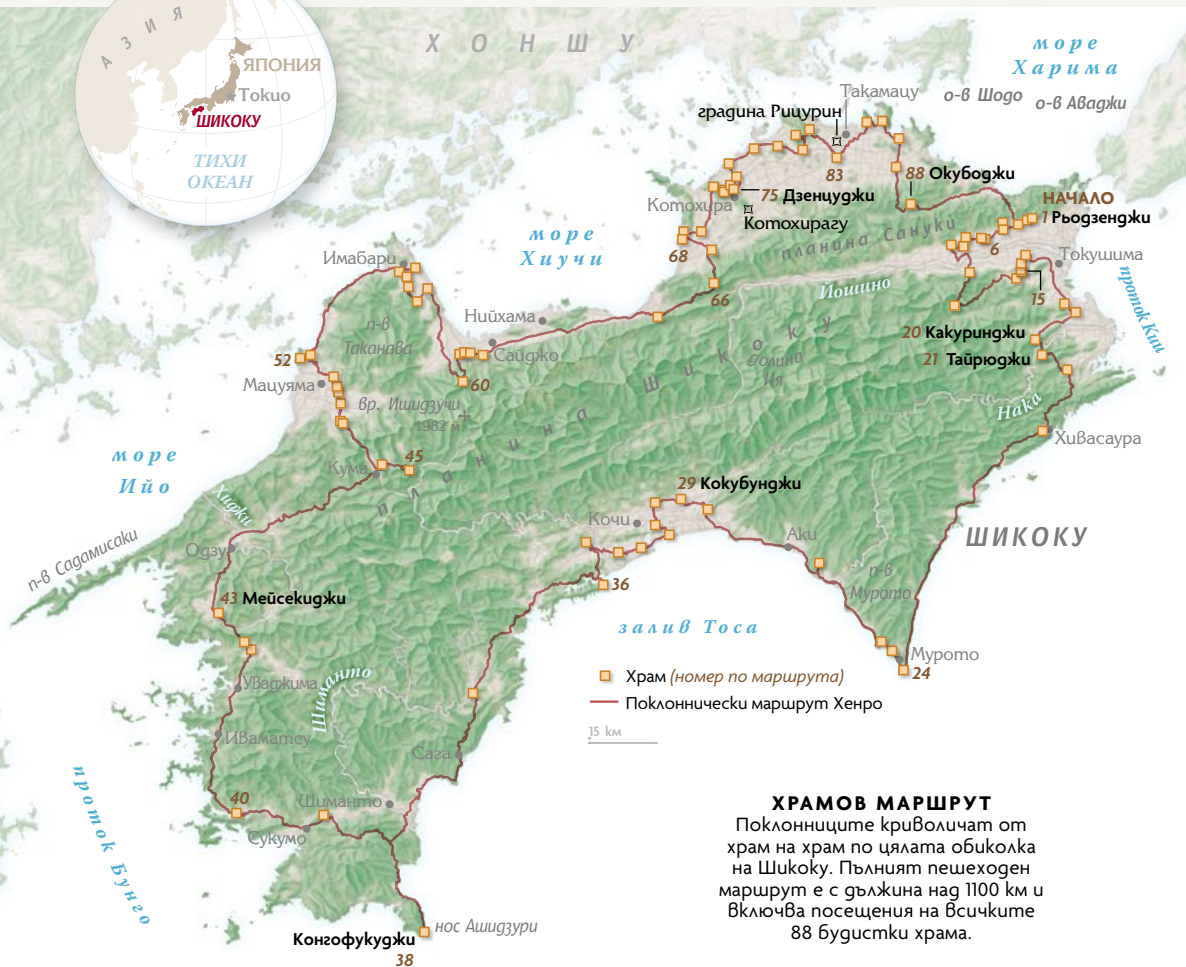 АЗИЯ
ЯПОНИЯ
Токио
ШИКОКУ
ТИХИ
ОКЕАН
ХОНШУ
море
Харима
о-в Шодо
о-в Аваджи
Такамацу
градина Рицурин
83
88 Окубоджи
75 Дзенцуджи
Котохира
Котохирагу
НАЧАЛО
1 Рьодзенджи
планина Сануки
6
Токушима
море
Хиучи
68
66
Йошино
15
проток Кии
Имабари
Нийхама
п-в
Таканава
Сайджо
20 Какуринджи
21 Тайрюджи
52
Мацуяма
60
вр. Ишидзучи
1982 м
планина Шикоку
долина
Ия
Нака
Хивасаура
море
Ийо
45
Кума
29 Кокубунджи
Кочи
Аки
ШИКОКУ
Хиджи
п-в Садамисаки
Одзу
п-в
Мурото
43 Мейсекиджи
36
залив Тоса
Мурото
24
Уваджима
Шиманто
Храм (номер по маршрута)
Поклоннически маршрут Хенро
15 км
Ивамацу
Сага
проток Бунго
40
Шиманто
Сукумо
нос Ашидзури
Конгофукуджи
38
ХРАМОВ МАРШРУТ
Поклонниците криволичат от
храм на храм по цялата обиколка
на Шикоку. Пълният пешеходен
маршрут е с дължина над 1100 км и
включва посещения на всичките
88 будистки храма.